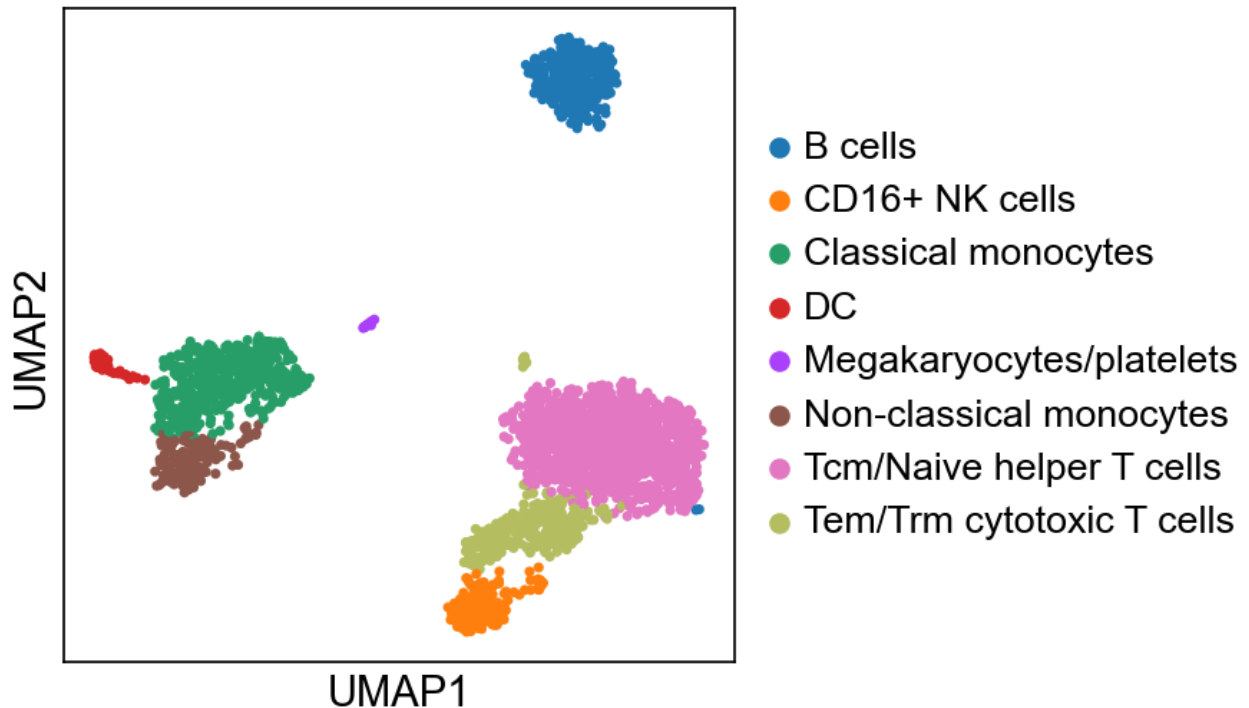 UMAP2
UMAP1
B cells
CD16+ NK cells
Classical monocytes
DC
Megakaryocytes/platelets
Non-classical monocytes
Tcm/Naive helper T cells
Tem/Trm cytotoxic T cells